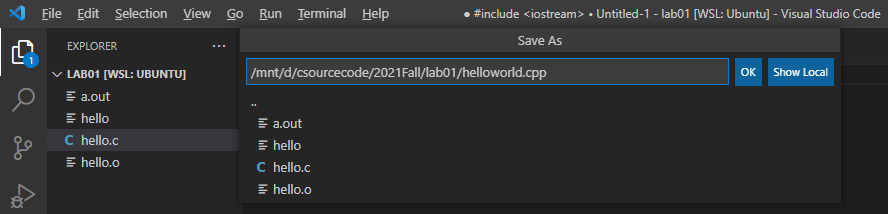 File Edit Selection View Go Run Terminal Help ● #include <iostream> • Untitled-1 - lab01 [WSL: Ubuntu] - Visual Studio Code
EXPLORER ...
LAB01 [WSL: UBUNTU]
a.out
hello
C hello.c
hello.o
1
Save As
/mnt/d/csourcecode/2021Fall/lab01/helloworld.cpp OK Show Local
..
a.out
hello
C hello.c
hello.o